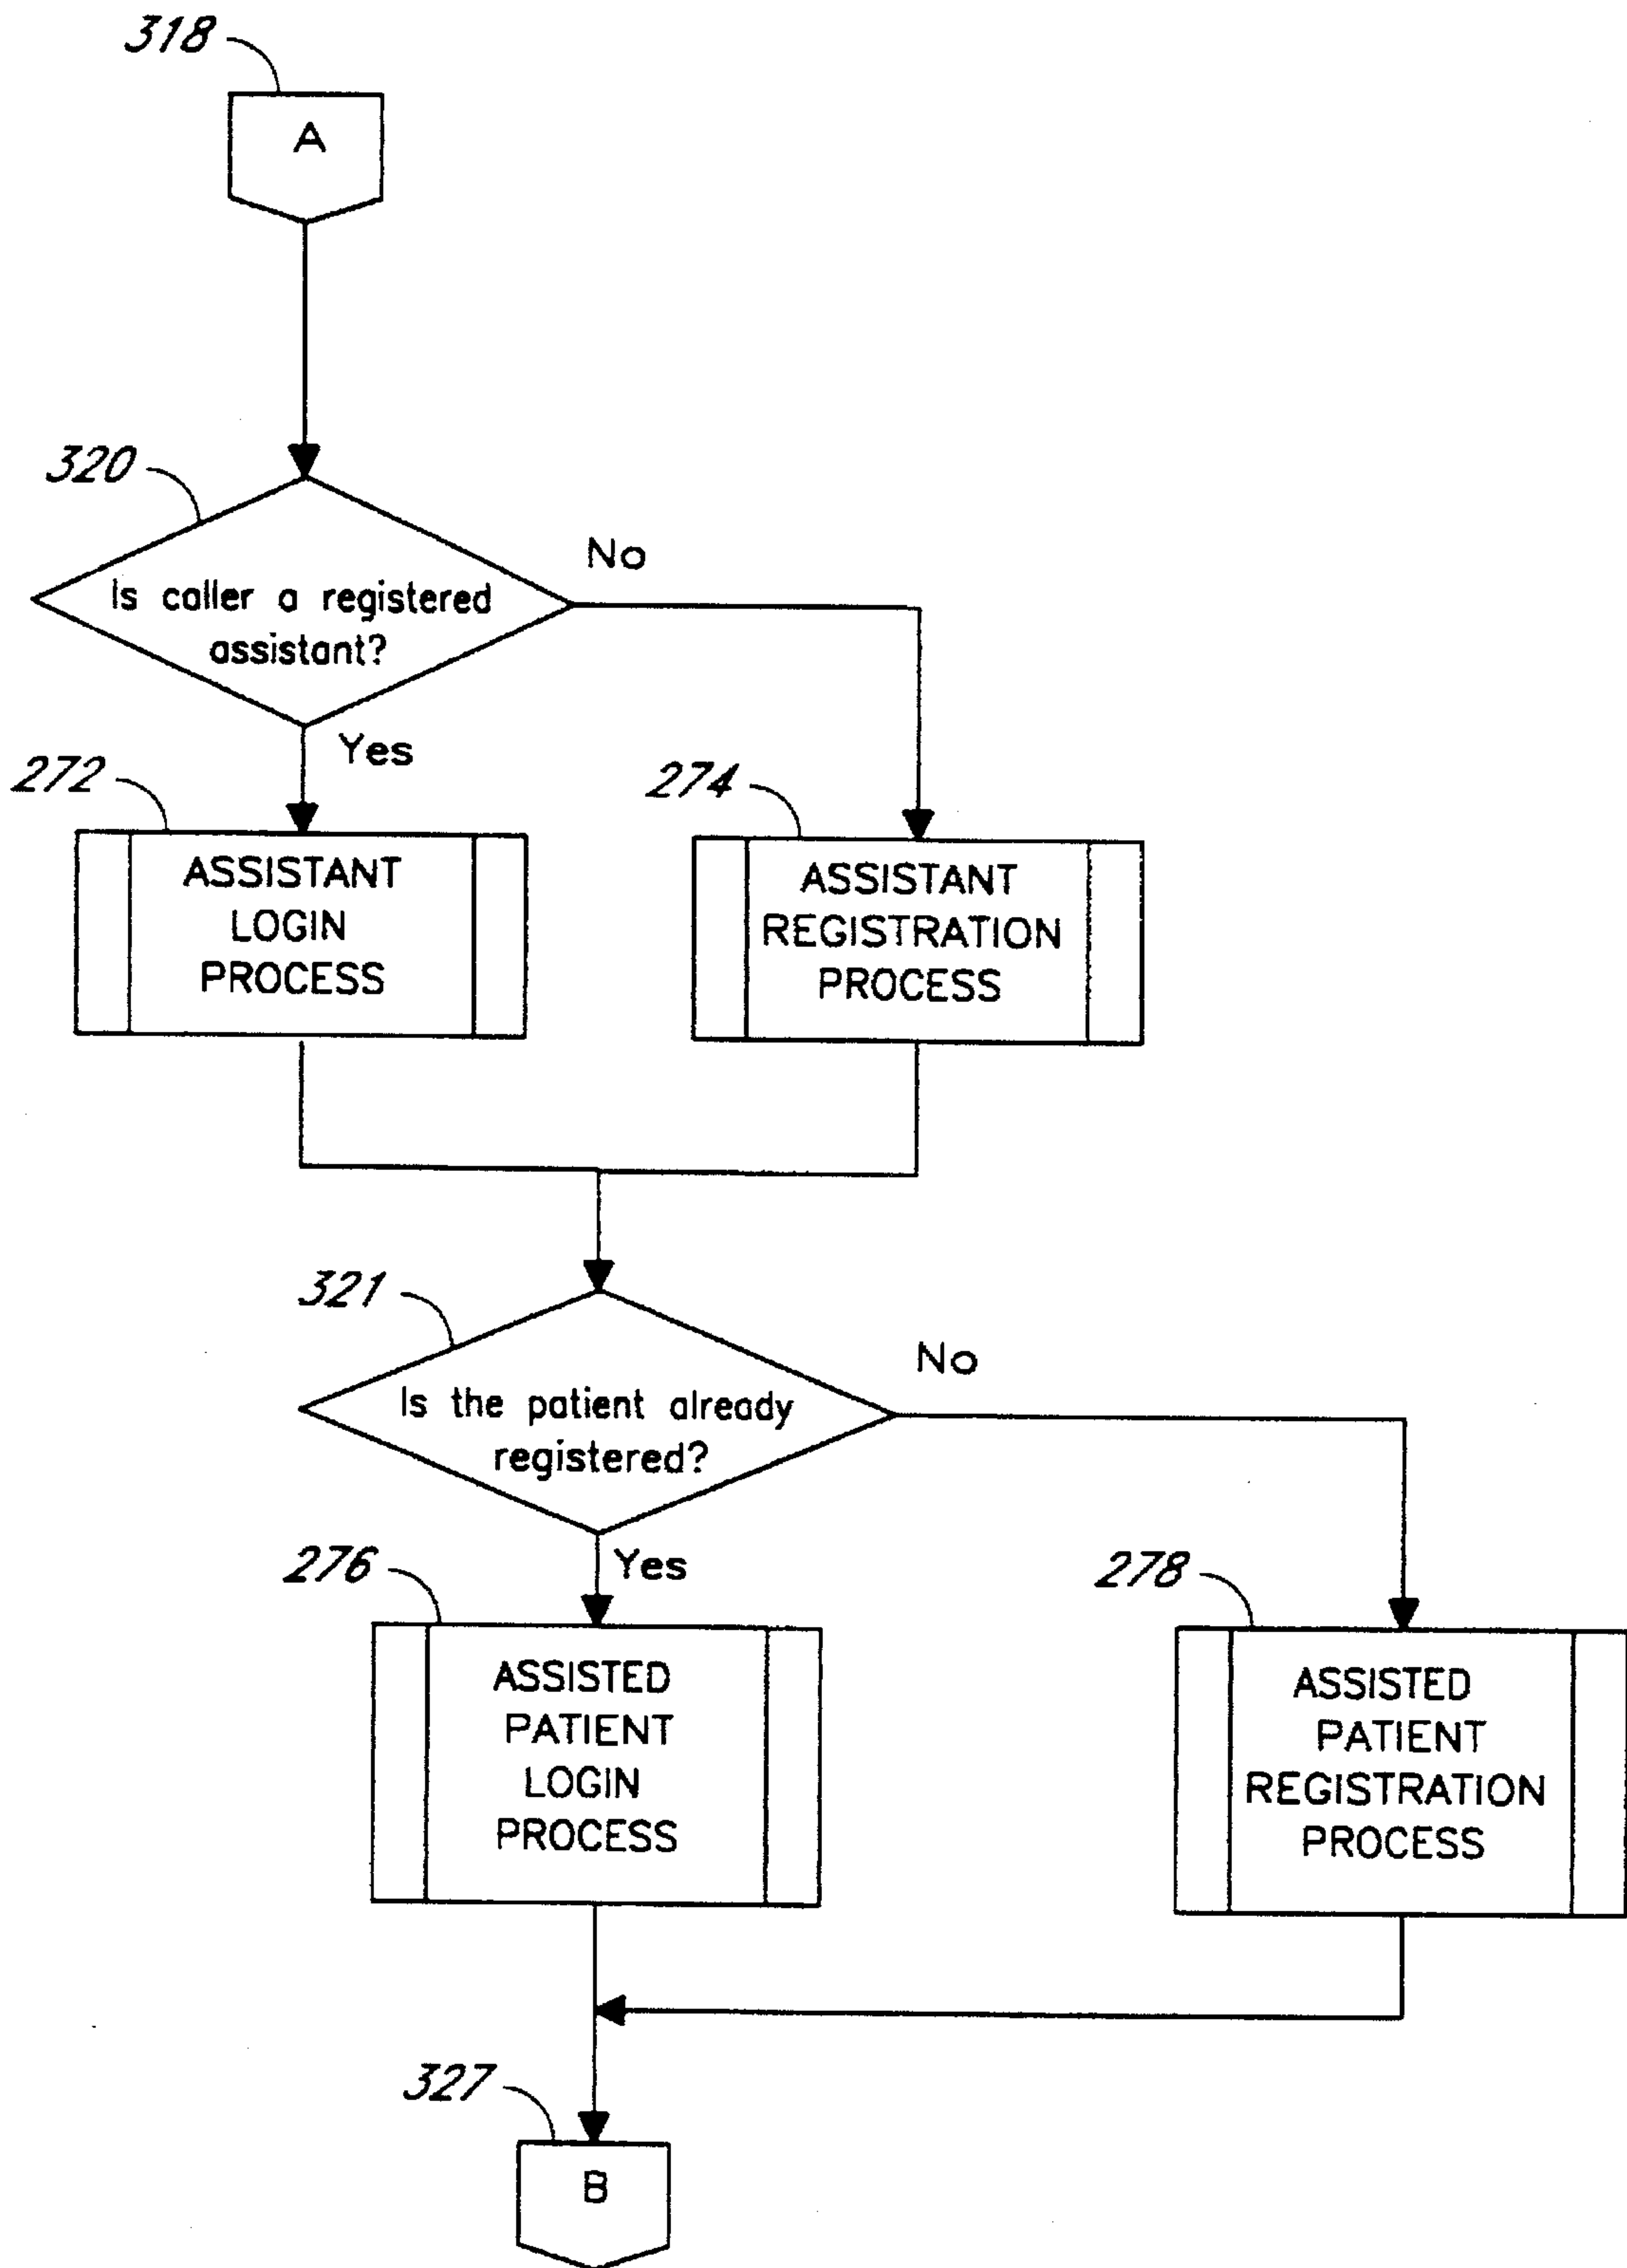 318
A
320
No
Is caller a registered
assistant?
Yes
272
274
ASSISTANT
LOGIN
PROCESS
ASSISTANT
REGISTRATION
PROCESS
321
No
Is the patient already
registered?
Yes
276
278
ASSISTED
PATIENT
LOGIN
PROCESS
ASSISTED
PATIENT
REGISTRATION
PROCESS
327
B